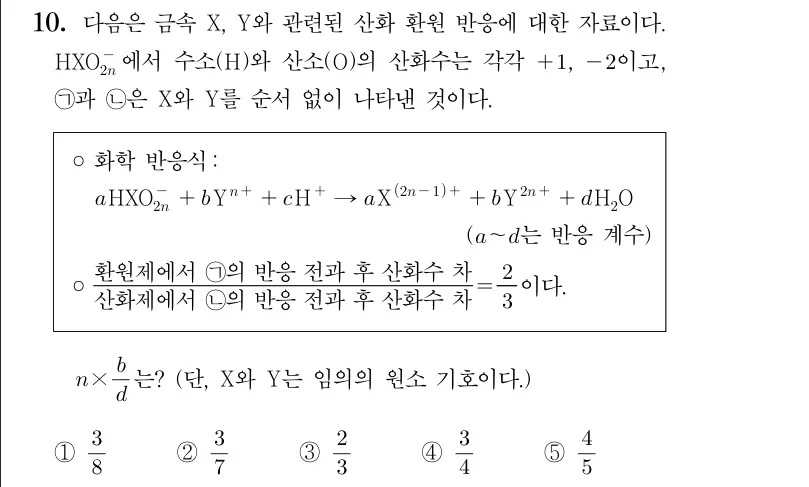 10. 다음은 금속 X, Y와 관련된 산화 환원 반응에 대한 자료이다.
HXO₂ₙ⁻에서 수소(H)와 산소(O)의 산화수는 각각 +1, −2이고,
㉠과 ㉡은 X와 Y를 순서 없이 나타낸 것이다.
○ 화학 반응식 :
aHXO₂ₙ⁻ + bYⁿ⁺ + cH⁺ → aX⁽²ⁿ⁻¹⁾⁺ + bY²ⁿ⁺ + dH₂O
(a∼d는 반응 계수)
○ 환원제에서 ㉠의 반응 전과 후 산화수 차/산화제에서 ㉡의 반응 전과 후 산화수 차 = 2/3 이다.
n × b/d 는? (단, X와 Y는 임의의 원소 기호이다.)
① 3/8 ② 3/7 ③ 2/3 ④ 3/4 ⑤ 4/5